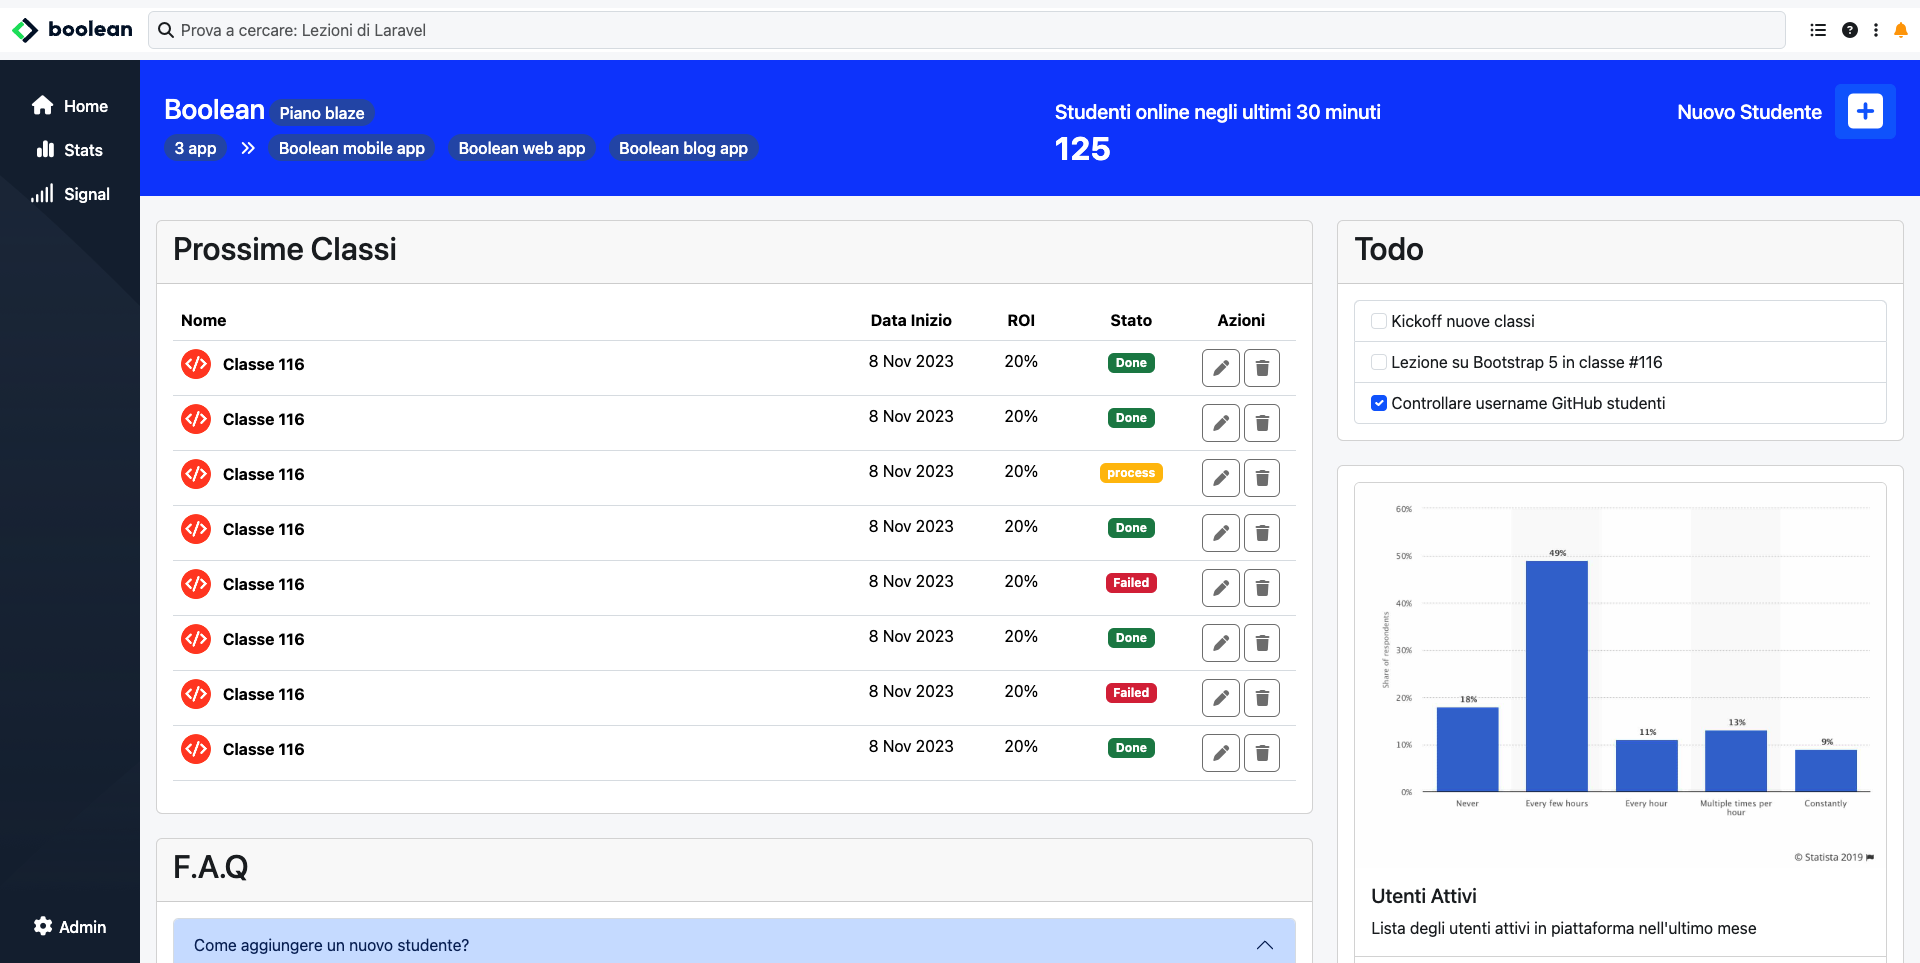 boolean
Prova a cercare: Lezioni di Laravel
Home
Stats
Signal
Admin
Boolean Piano blaze
3 app Boolean mobile app Boolean web app Boolean blog app
Studenti online negli ultimi 30 minuti
125
Nuovo Studente
Prossime Classi
Nome Data Inizio ROI Stato Azioni
Classe 116 8 Nov 2023 20% Done
Classe 116 8 Nov 2023 20% Done
Classe 116 8 Nov 2023 20% process
Classe 116 8 Nov 2023 20% Done
Classe 116 8 Nov 2023 20% Failed
Classe 116 8 Nov 2023 20% Done
Classe 116 8 Nov 2023 20% Failed
Classe 116 8 Nov 2023 20% Done
F.A.Q
Come aggiungere un nuovo studente?
Todo
Kickoff nuove classi
Lezione su Bootstrap 5 in classe #116
Controllare username GitHub studenti
Share of respondents
60%
50%
40%
30%
20%
10%
0%
18%
49%
11%
13%
9%
Never
Every few hours
Every hour
Multiple times per
hour
Constantly
© Statista 2019
Utenti Attivi
Lista degli utenti attivi in piattaforma nell'ultimo mese